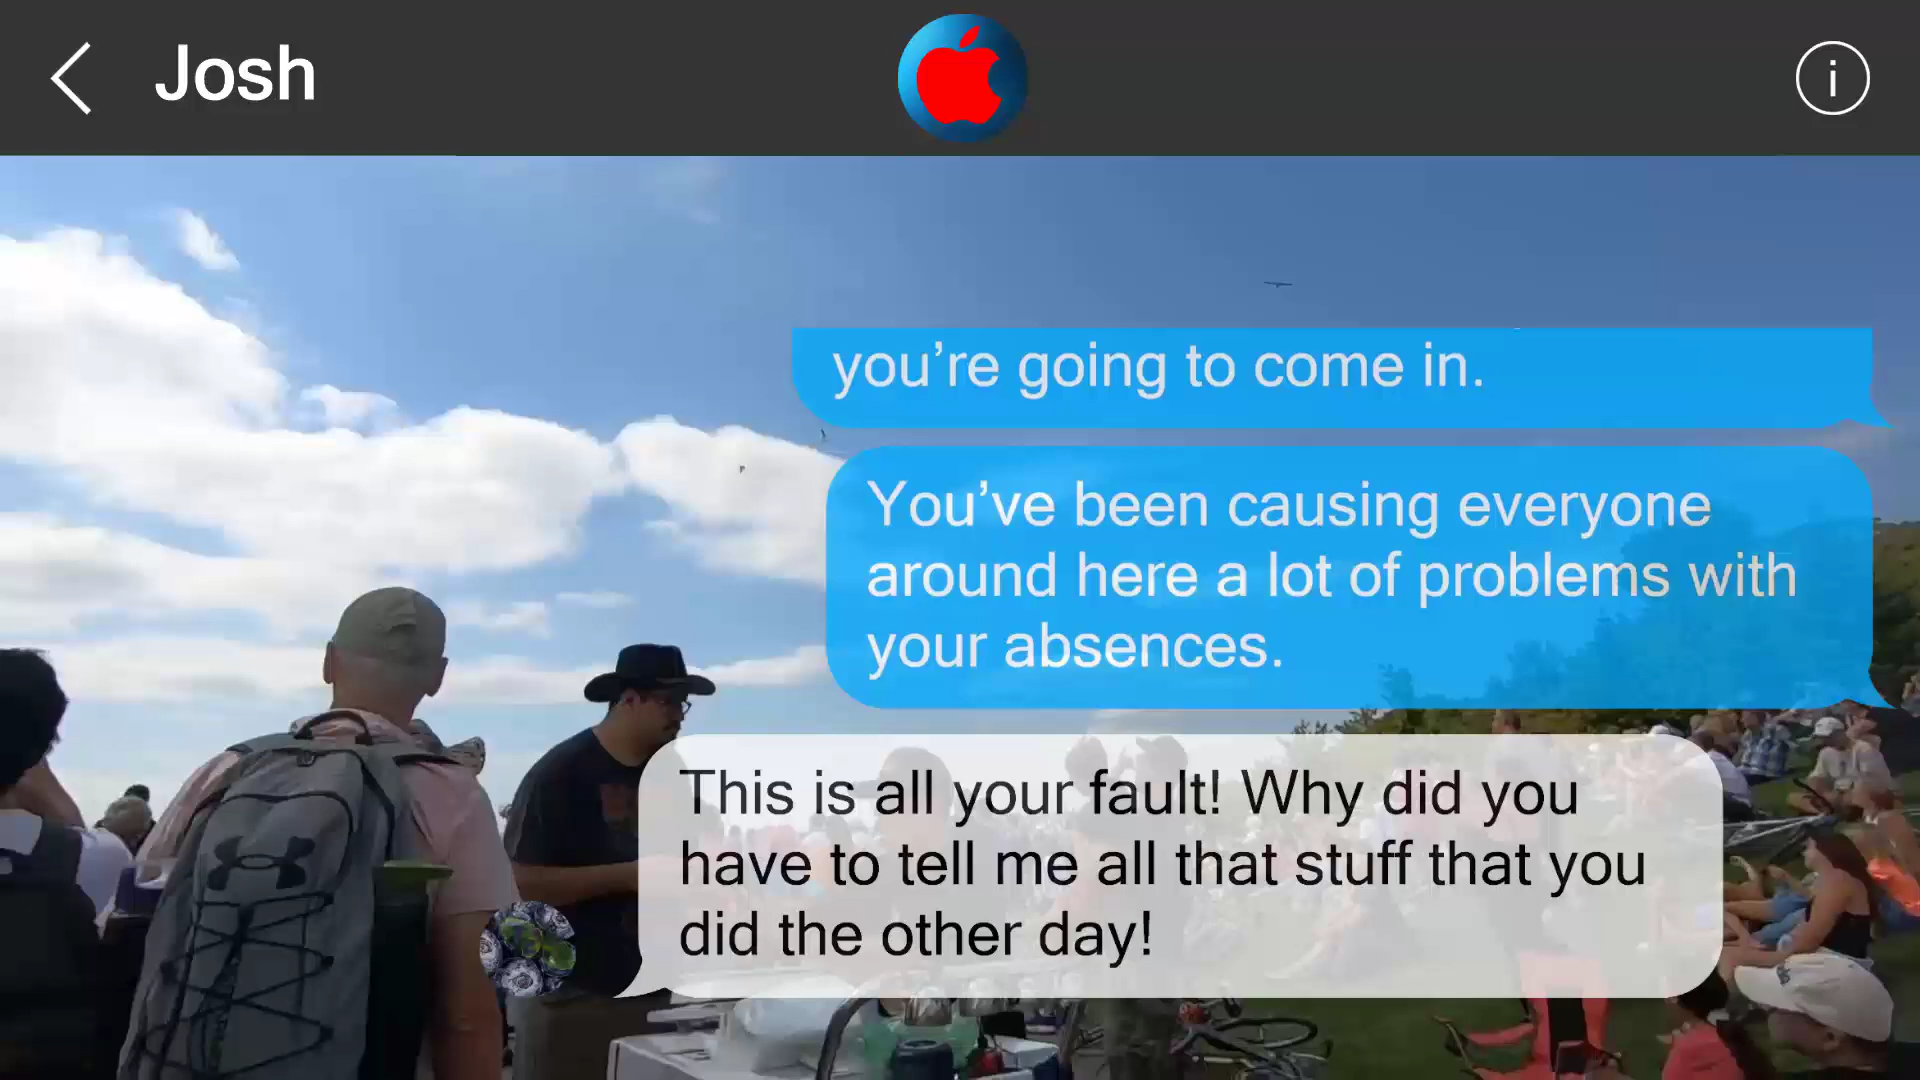 Josh
you’re going to come in.
You’ve been causing everyone
around here a lot of problems with
your absences.
This is all your fault! Why did you
have to tell me all that stuff that you
did the other day!